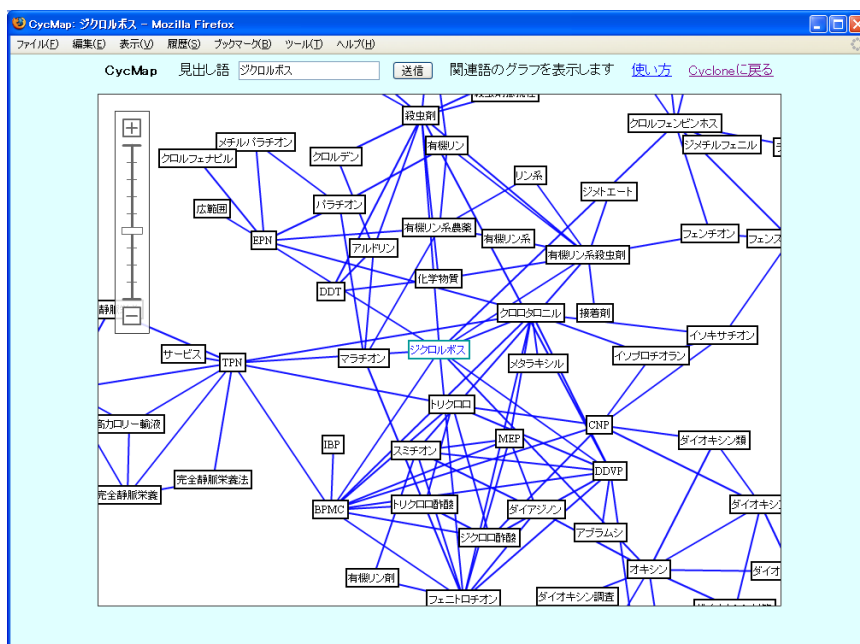 CycMap: ジクロルボス - Mozilla Firefox
ファイル(F) 編集(E) 表示(V) 履歴(S) ブックマーク(B) ツール(T) ヘルプ(H)
CycMap 見出し語 ジクロルボス 送信 関連語のグラフを表示します 使い方 Cycloneに戻る
殺虫剤
クロルフェンビンホス
メチルパラチオン
有機リン
ジメチルフェニル
クロルフェナピル
クロルデン
リン系
ジメトエート
広範囲
パラチオン
有機リン系農薬
フェンチオン
EPN
アルドリン
有機リン系
有機リン系殺虫剤
化学物質
DDT
クロロタロニル
接着剤
イソキサチオン
サービス
TPN
マラチオン
ジクロルボス
メタラキシル
イソプロチオラン
トリクロロ
高カロリー輸液
CNP
IBP
スミチオン
MEP
ダイオキシン類
DDVP
完全静脈栄養法
完全静脈栄養
BPMC
トリクロロ酢酸
ダイアジノン
ジクロロ酢酸
アブラムシ
有機リン剤
オキシン
フェニトロチオン
ダイオキシン調査